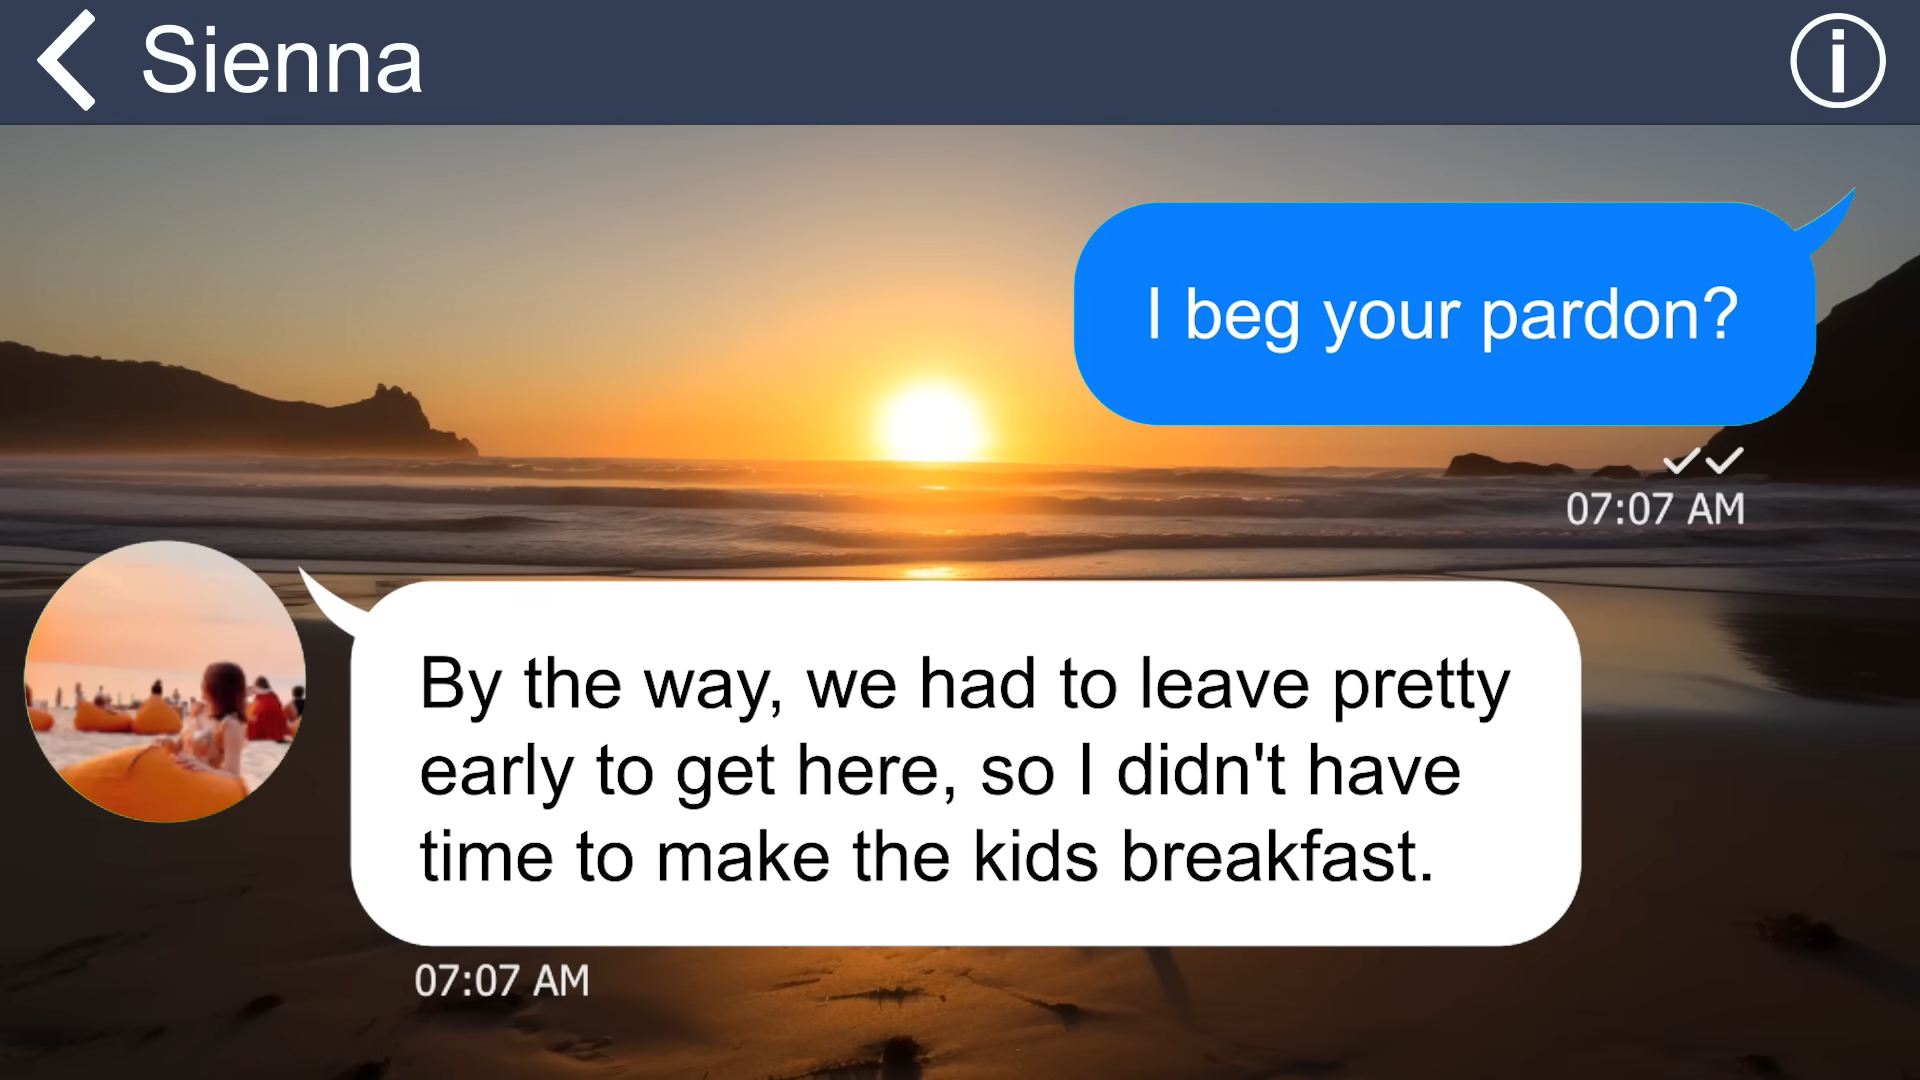 Sienna
I beg your pardon?
07:07 AM
By the way, we had to leave pretty
early to get here, so I didn't have
time to make the kids breakfast.
07:07 AM